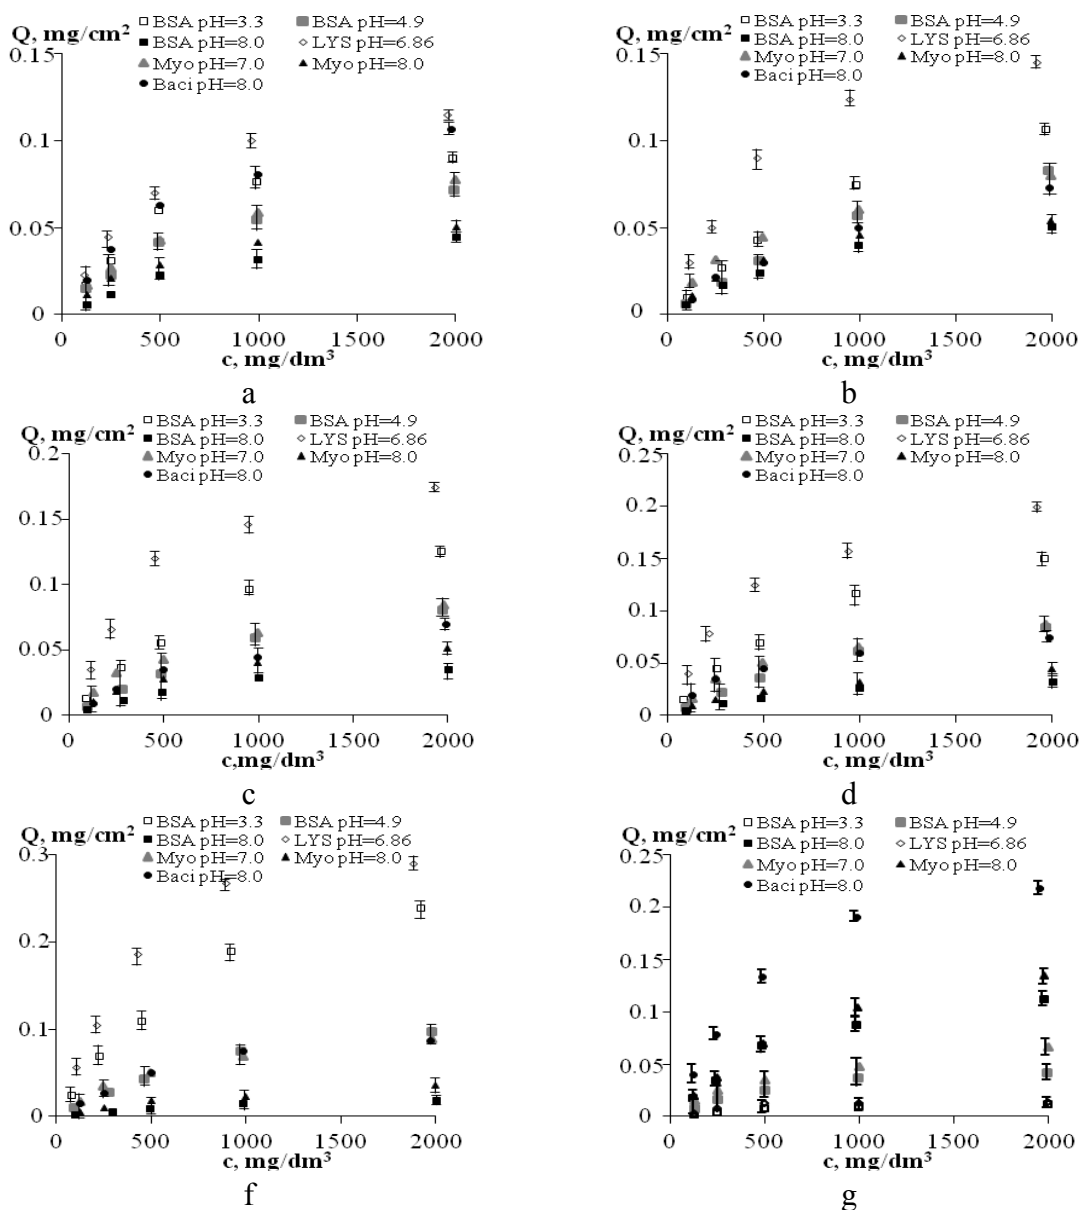 □ BSA pH=3.3 ■ BSA pH=4.9
Q, mg/cm²
■ BSA pH=8.0 ◇ LYS pH=6.86
0.15
▲ Myo pH=7.0 ▲ Myo pH=8.0
● Baci pH=8.0
0.1
0.05
0
0 500 1000 1500 2000
c, mg/dm³
a
□ BSA pH=3.3 ■ BSA pH=4.9
Q, mg/cm²
■ BSA pH=8.0 ◇ LYS pH=6.86
0.15
▲ Myo pH=7.0 ▲ Myo pH=8.0
● Baci pH=8.0
0.1
0.05
0
0 500 1000 1500 2000
c, mg/dm³
b
□ BSA pH=3.3 ■ BSA pH=4.9
Q, mg/cm²
■ BSA pH=8.0 ◇ LYS pH=6.86
0.2
▲ Myo pH=7.0 ▲ Myo pH=8.0
● Baci pH=8.0
0.15
0.1
0.05
0
0 500 1000 1500 2000
c,mg/dm³
c
□ BSA pH=3.3 ■ BSA pH=4.9
Q, mg/cm²
■ BSA pH=8.0 ◇ LYS pH=6.86
0.25
▲ Myo pH=7.0 ▲ Myo pH=8.0
● Baci pH=8.0
0.2
0.15
0.1
0.05
0
0 500 1000 1500 2000
c, mg/dm³
d
□ BSA pH=3.3 ■ BSA pH=4.9
Q, mg/cm²
■ BSA pH=8.0 ◇ LYS pH=6.86
0.3
▲ Myo pH=7.0 ▲ Myo pH=8.0
● Baci pH=8.0
0.2
0.1
0
0 500 1000 1500 2000
c, mg/dm³
f
□ BSA pH=3.3 ■ BSA pH=4.9
Q, mg/cm²
■ BSA pH=8.0 ◇ LYS pH=6.86
0.25
▲ Myo pH=7.0 ▲ Myo pH=8.0
● Baci pH=8.0
0.2
0.15
0.1
0.05
0
0 500 1000 1500 2000
c, mg/dm³
g